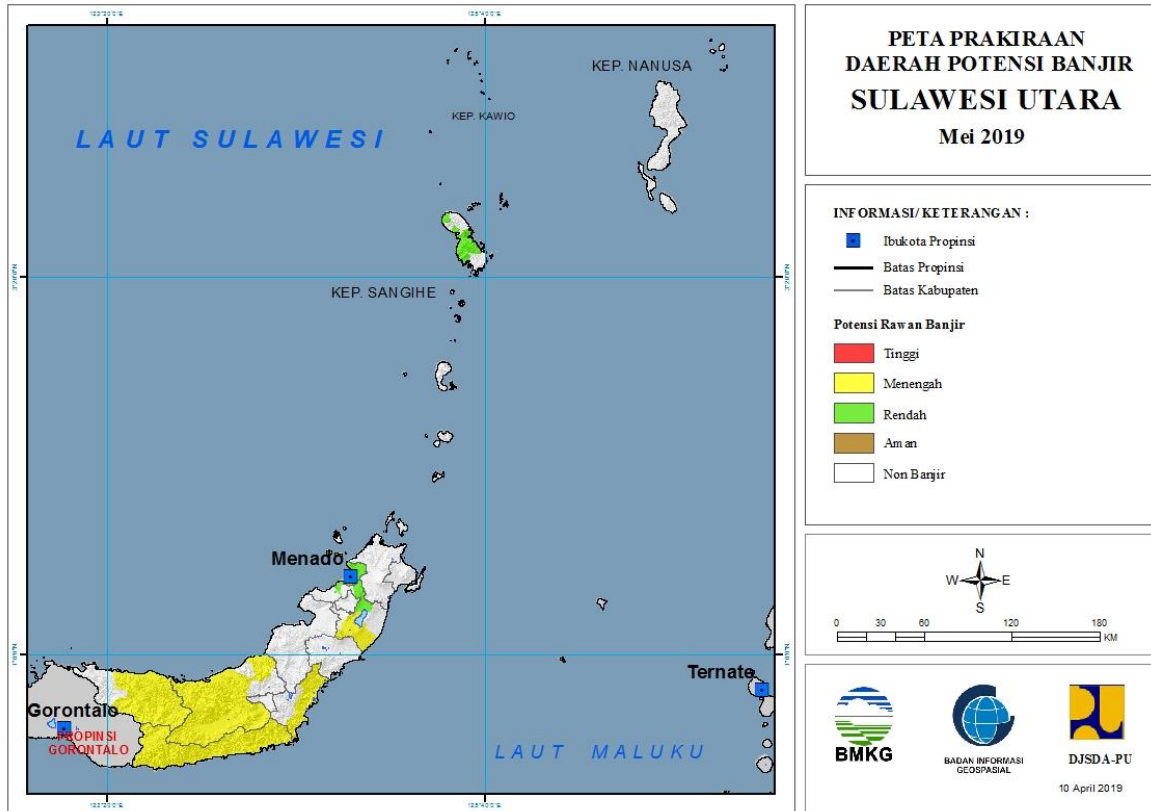 KEP. NANUSA
KEP. KAWIO
LAUT SULAWESI
KEP. SANGIHE
Menado
Ternate
Gorontalo
PROPINSI
GORONTALO
LAUT MALUKU
PETA PRAKIRAAN
DAERAH POTENSI BANJIR
SULAWESI UTARA
Mei 2019
INFORMASI/KETERANGAN :
Ibukota Propinsi
Batas Propinsi
Batas Kabupaten
Potensi Rawan Banjir
Tinggi
Menengah
Rendah
Aman
Non Banjir
N
W E
S
0 30 60 120 180
KM
BMKG
BADAN INFORMASI
GEOSPASIAL
DJSDA-PU
10 April 2019